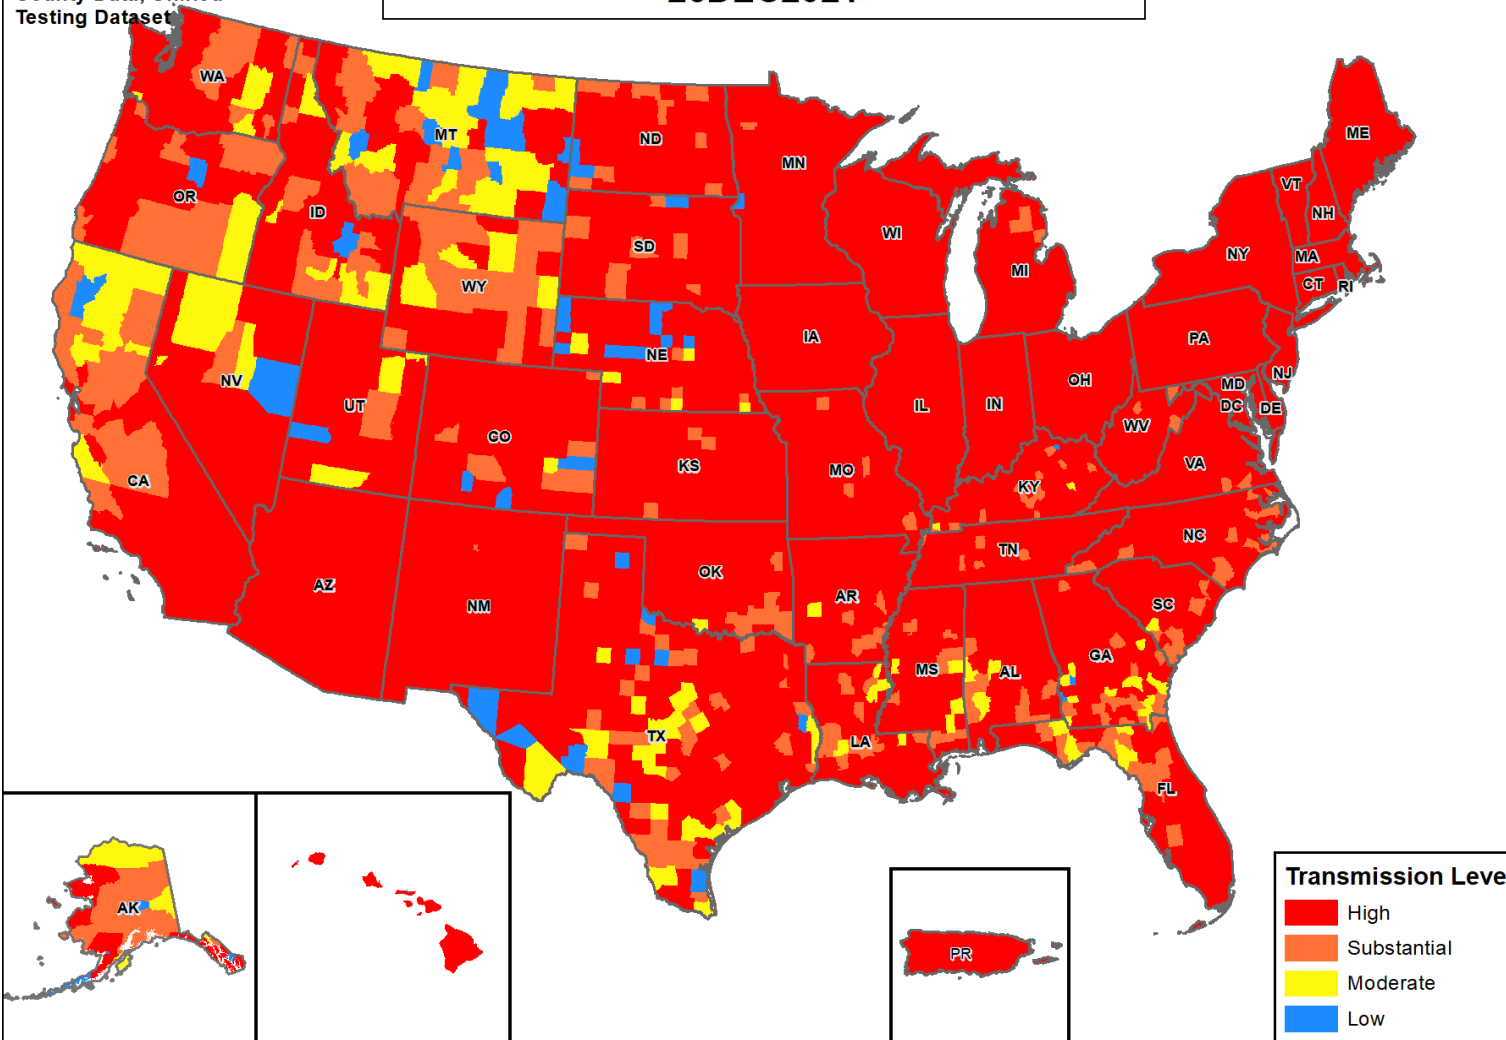 Testing Dataset
WA
MT
ND
MN
ME
OR
ID
VT
NH
WI
SD
MI
NY
MA
WY
CT
RI
IA
PA
NE
NV
OH
NJ
UT
MD
IL
IN
DC
DE
CO
WV
CA
KS
MO
VA
KY
NC
TN
AZ
OK
NM
AR
SC
GA
MS
AL
TX
LA
FL
AK
PR
Transmission Leve
High
Substantial
Moderate
Low